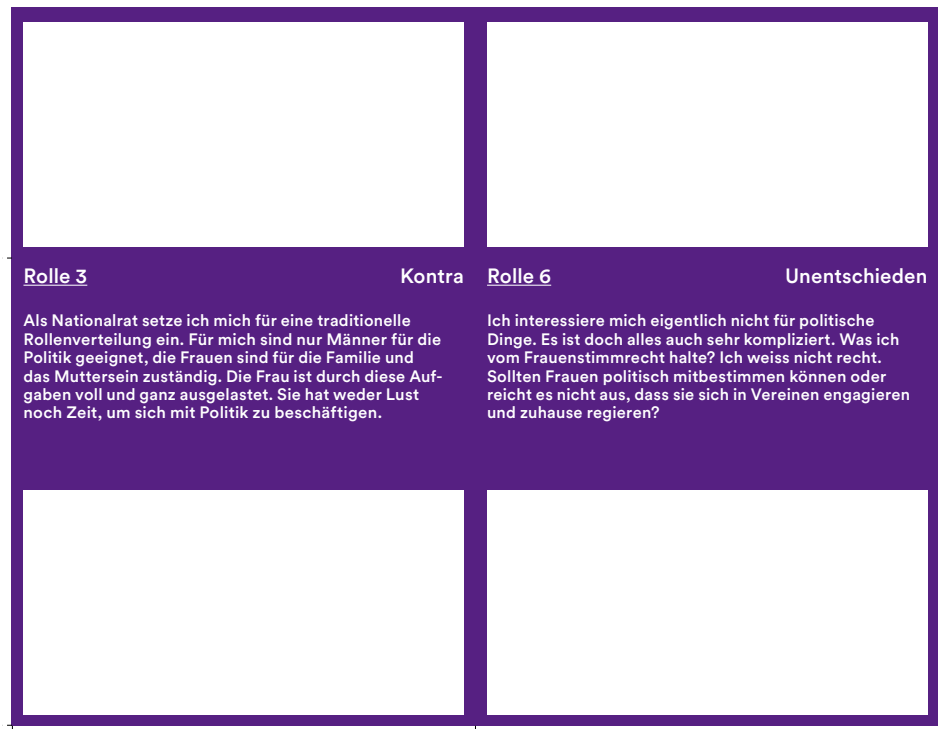 Rolle 3 Kontra
Als Nationalrat setze ich mich für eine traditionelle
Rollenverteilung ein. Für mich sind nur Männer für die
Politik geeignet, die Frauen sind für die Familie und
das Muttersein zuständig. Die Frau ist durch diese Auf-
gaben voll und ganz ausgelastet. Sie hat weder Lust
noch Zeit, um sich mit Politik zu beschäftigen.
Rolle 6 Unentschieden
Ich interessiere mich eigentlich nicht für politische
Dinge. Es ist doch alles auch sehr kompliziert. Was ich
vom Frauenstimmrecht halte? Ich weiss nicht recht.
Sollten Frauen politisch mitbestimmen können oder
reicht es nicht aus, dass sie sich in Vereinen engagieren
und zuhause regieren?